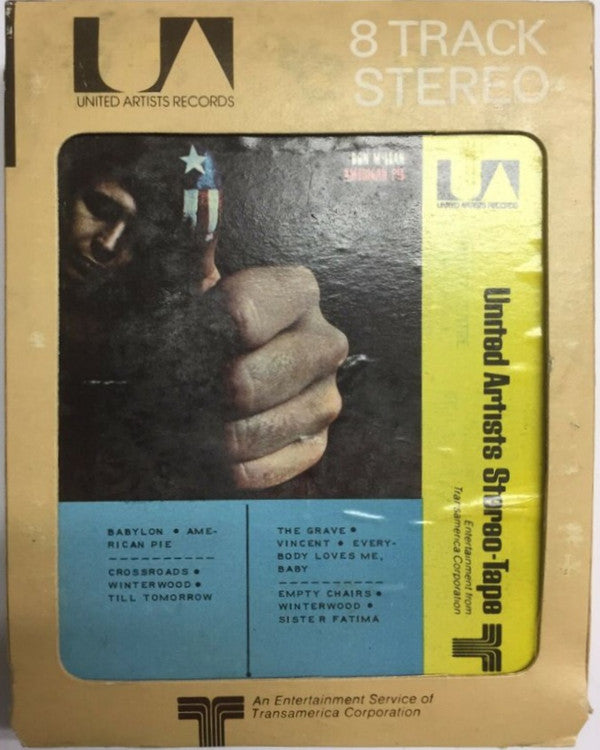 UA
UNITED ARTISTS RECORDS
8 TRACK
STEREO
DON McLEAN
AMERICAN PIE
UA
UNITED ARTISTS RECORDS
United Artists Stereo-Tape
Entertainment from
Transamerica Corporation
BABYLON • AME-
RICAN PIE
CROSSROADS •
WINTERWOOD •
TILL TOMORROW
THE GRAVE •
VINCENT • EVERY-
BODY LOVES ME,
BABY
EMPTY CHAIRS •
WINTERWOOD •
SISTER FATIMA
An Entertainment Service of
Transamerica Corporation